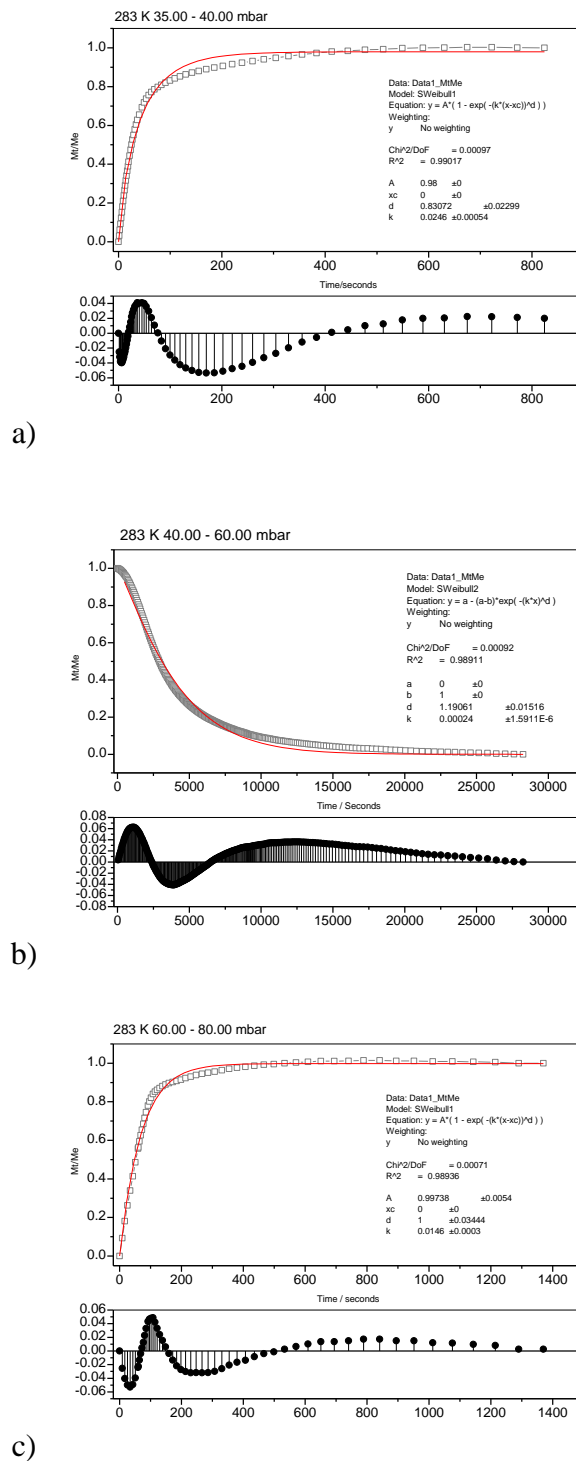 283 K 35.00 - 40.00 mbar
1.0
0.8
0.6
0.4
0.2
0.0
Mt/Me
Data: Data1_MtMe
Model: SWeibull1
Equation: y = A*( 1 - exp( -(k*(x-xc))^d ) )
Weighting:
y No weighting
Chi^2/DoF = 0.00097
R^2 = 0.99017
A 0.98 ±0
xc 0 ±0
d 0.83072 ±0.02299
k 0.0246 ±0.00054
0 200 400 600 800
Time/seconds
0.04
0.02
0.00
-0.02
-0.04
-0.06
0 200 400 600 800
a)
283 K 40.00 - 60.00 mbar
1.0
0.8
0.6
0.4
0.2
0.0
Mt/Me
Data: Data1_MtMe
Model: SWeibull2
Equation: y = a - (a-b)*exp( -(k*x)^d )
Weighting:
y No weighting
Chi^2/DoF = 0.00092
R^2 = 0.98911
a 0 ±0
b 1 ±0
d 1.19061 ±0.01516
k 0.00024 ±1.5911E-6
0 5000 10000 15000 20000 25000 30000
Time / Seconds
0.08
0.06
0.04
0.02
0.00
-0.02
-0.04
-0.06
-0.08
0 5000 10000 15000 20000 25000 30000
b)
283 K 60.00 - 80.00 mbar
1.0
0.8
0.6
0.4
0.2
0.0
Mt/Me
Data: Data1_MtMe
Model: SWeibull1
Equation: y = A*( 1 - exp( -(k*(x-xc))^d ) )
Weighting:
y No weighting
Chi^2/DoF = 0.00071
R^2 = 0.98936
A 0.99738 ±0.0054
xc 0 ±0
d 1 ±0.03444
k 0.0146 ±0.0003
0 200 400 600 800 1000 1200 1400
Time / seconds
0.06
0.04
0.02
0.00
-0.02
-0.04
-0.06
0 200 400 600 800 1000 1200 1400
c)